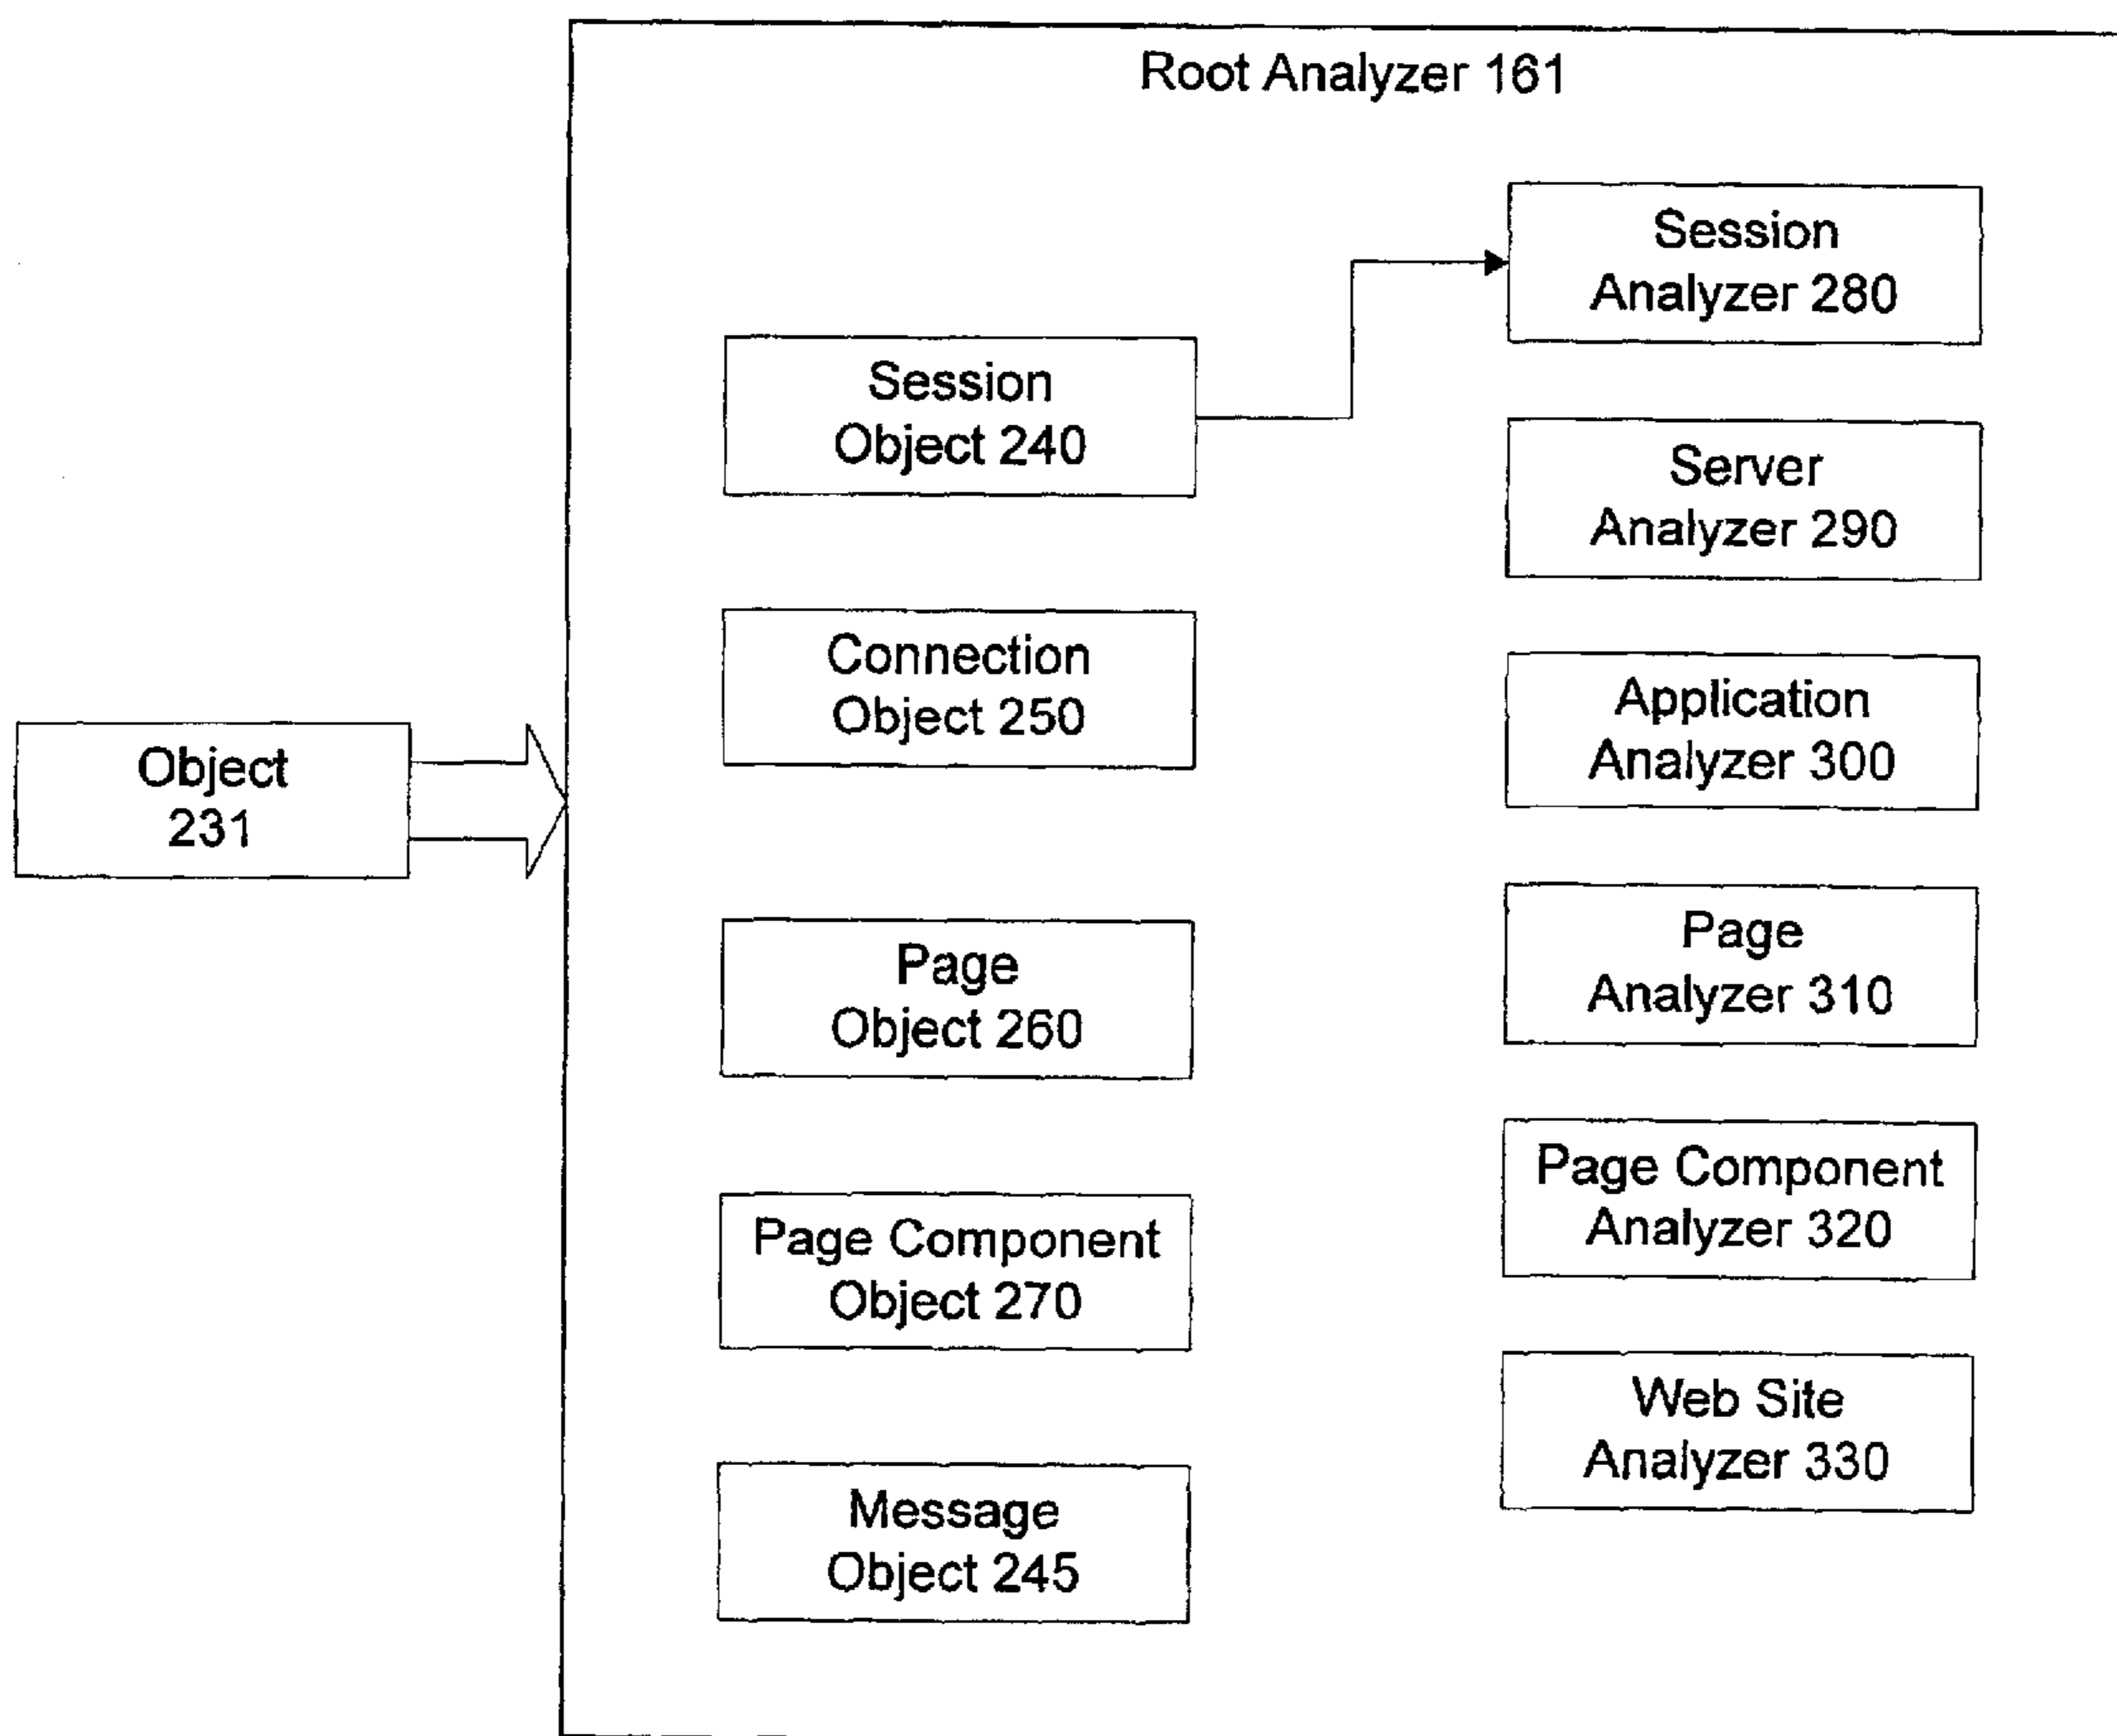 Root Analyzer 161
Object
231
Session
Object 240
Connection
Object 250
Page
Object 260
Page Component
Object 270
Message
Object 245
Session
Analyzer 280
Server
Analyzer 290
Application
Analyzer 300
Page
Analyzer 310
Page Component
Analyzer 320
Web Site
Analyzer 330